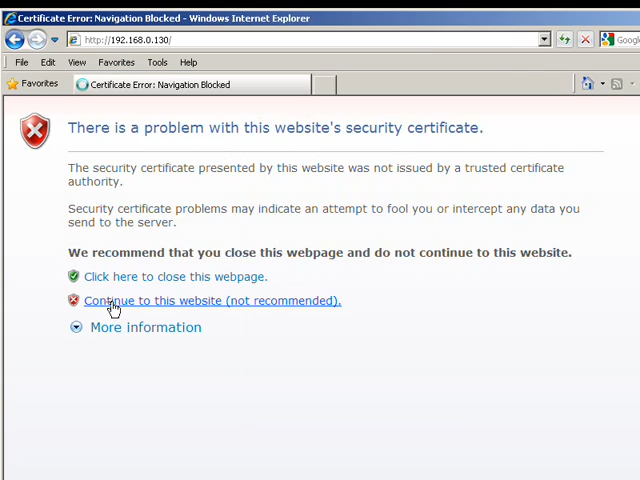 Certificate Error: Navigation Blocked - Windows Internet Explorer
http://192.168.0.130/
Google
File Edit View Favorites Tools Help
Favorites
Certificate Error: Navigation Blocked
There is a problem with this website's security certificate.
The security certificate presented by this website was not issued by a trusted certificate
authority.
Security certificate problems may indicate an attempt to fool you or intercept any data you
send to the server.
We recommend that you close this webpage and do not continue to this website.
Click here to close this webpage.
Continue to this website (not recommended).
More information